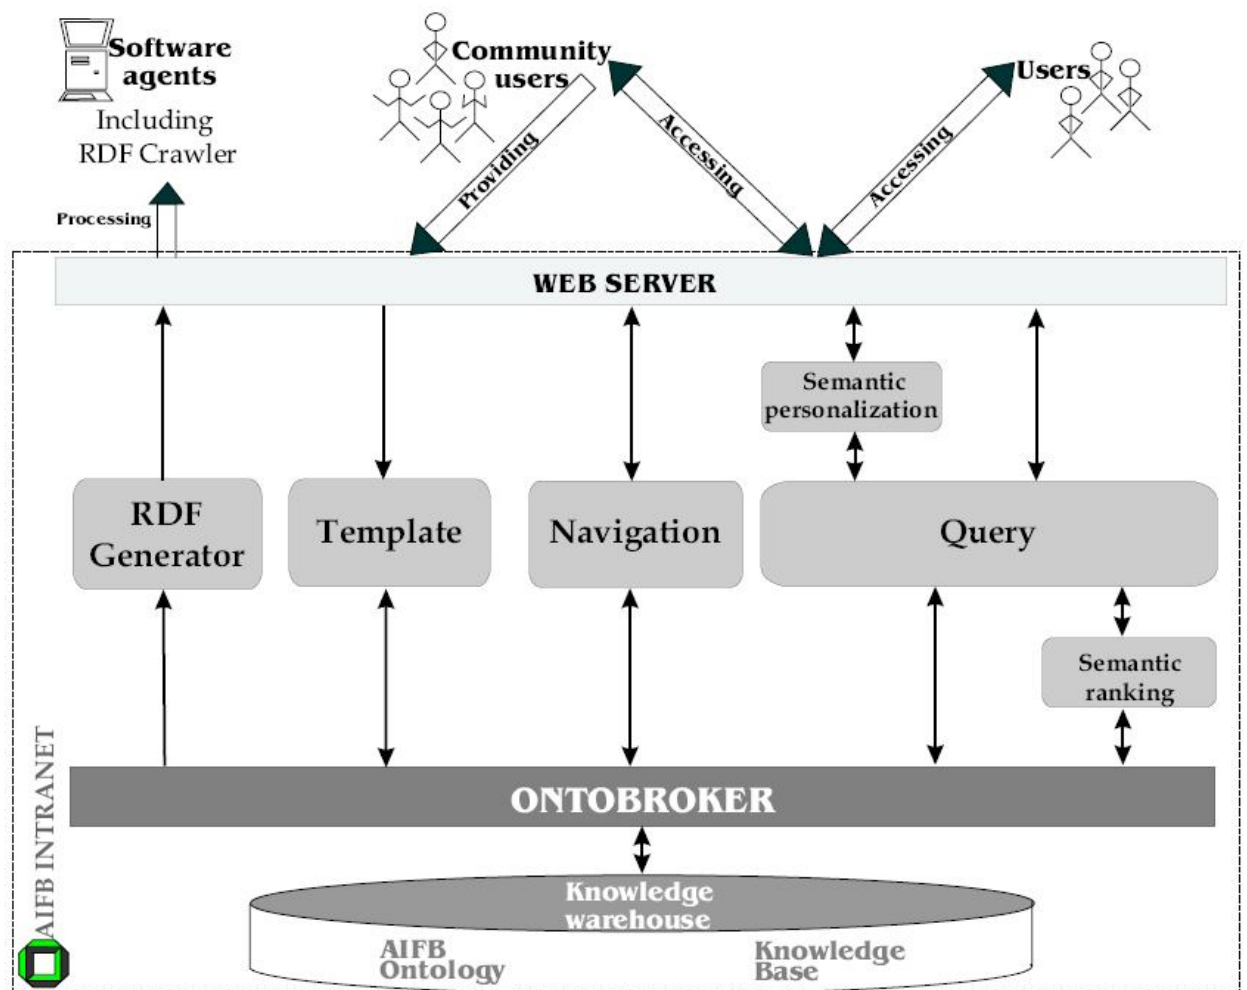 Software
agents
Including
RDF Crawler
Community
users
Users
Processing
Providing
Accessing
Accessing
WEB SERVER
Semantic
personalization
RDF
Generator
Template
Navigation
Query
Semantic
ranking
ONTOBROKER
AIFB INTRANET
Knowledge
warehouse
AIFB
Ontology
Knowledge
Base